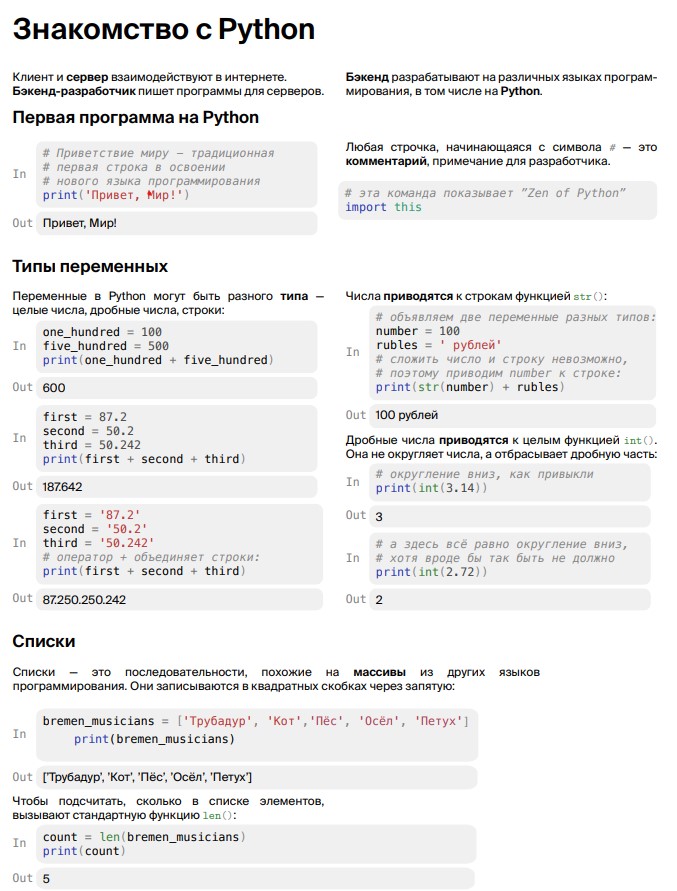 Знакомство с Python
Клиент и сервер взаимодействуют в интернете.
Бэкенд-разработчик пишет программы для серверов.
Бэкенд разрабатывают на различных языках програм-
мирования, в том числе на Python.
Первая программа на Python
In
# Приветствие миру — традиционная
# первая строка в освоении
# нового языка программирования
print('Привет, Мир!')
Out
Привет, Мир!
Любая строчка, начинающаяся с символа # — это
комментарий, примечание для разработчика.
# эта команда показывает ”Zen of Python”
import this
Типы переменных
Переменные в Python могут быть разного типа —
целые числа, дробные числа, строки:
In
one_hundred = 100
five_hundred = 500
print(one_hundred + five_hundred)
Out
600
In
first = 87.2
second = 50.2
third = 50.242
print(first + second + third)
Out
187.642
In
first = '87.2'
second = '50.2'
third = '50.242'
# оператор + объединяет строки:
print(first + second + third)
Out
87.250.250.242
Числа приводятся к строкам функцией str():
In
# объявляем две переменные разных типов:
number = 100
rubles = ' рублей'
# сложить число и строку невозможно,
# поэтому приводим number к строке:
print(str(number) + rubles)
Out
100 рублей
Дробные числа приводятся к целым функцией int().
Она не округляет числа, а отбрасывает дробную часть:
In
# округление вниз, как привыкли
print(int(3.14))
Out
3
In
# а здесь всё равно округление вниз,
# хотя вроде бы так быть не должно
print(int(2.72))
Out
2
Списки
Списки — это последовательности, похожие на массивы из других языков
программирования. Они записываются в квадратных скобках через запятую:
In
bremen_musicians = ['Трубадур', 'Кот','Пёс', 'Осёл', 'Петух']
print(bremen_musicians)
Out
['Трубадур', 'Кот', 'Пёс', 'Осёл', 'Петух']
Чтобы подсчитать, сколько в списке элементов,
вызывают стандартную функцию len():
In
count = len(bremen_musicians)
print(count)
Out
5